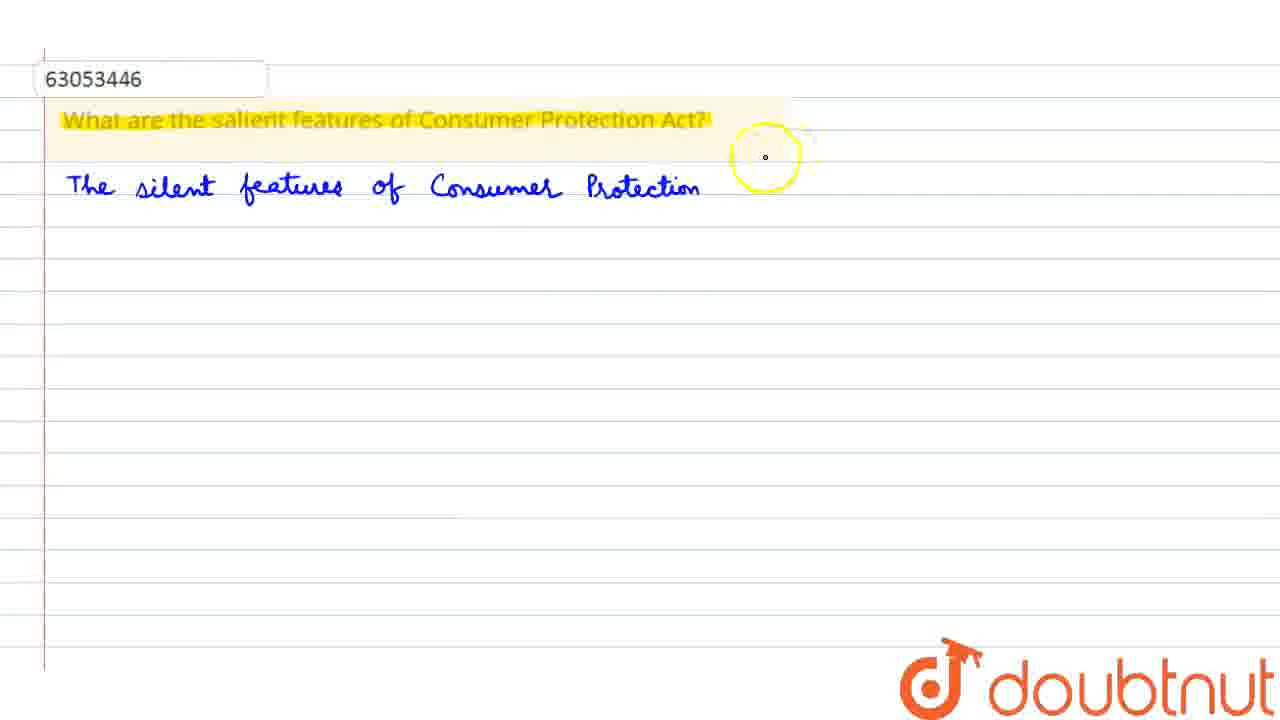 63053446
What are the salient features of Consumer Protection Act?
The silent features of Consumer Protection
doubtnut